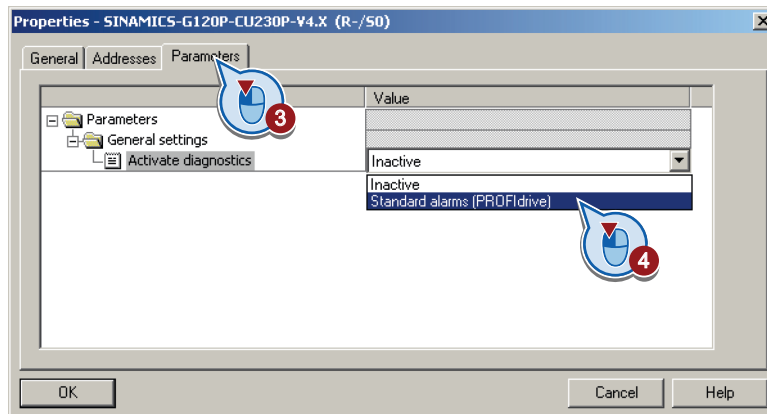 Properties - SINAMICS-G120P-CU230P-V4.X (R-/S0)
General Addresses Parameters
3
Value
Parameters
General settings
Activate diagnostics Inactive
Inactive
Standard alarms (PROFIdrive)
4
OK Cancel Help